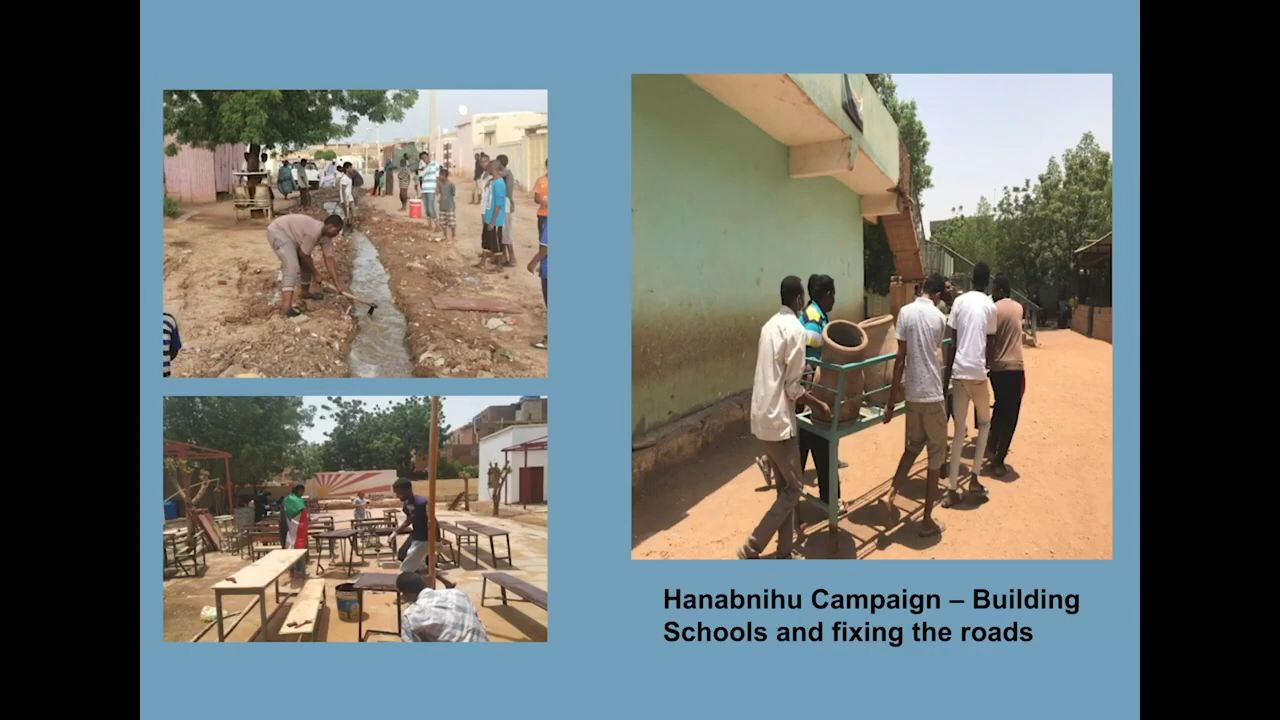 Hanabnihu Campaign – Building
Schools and fixing the roads